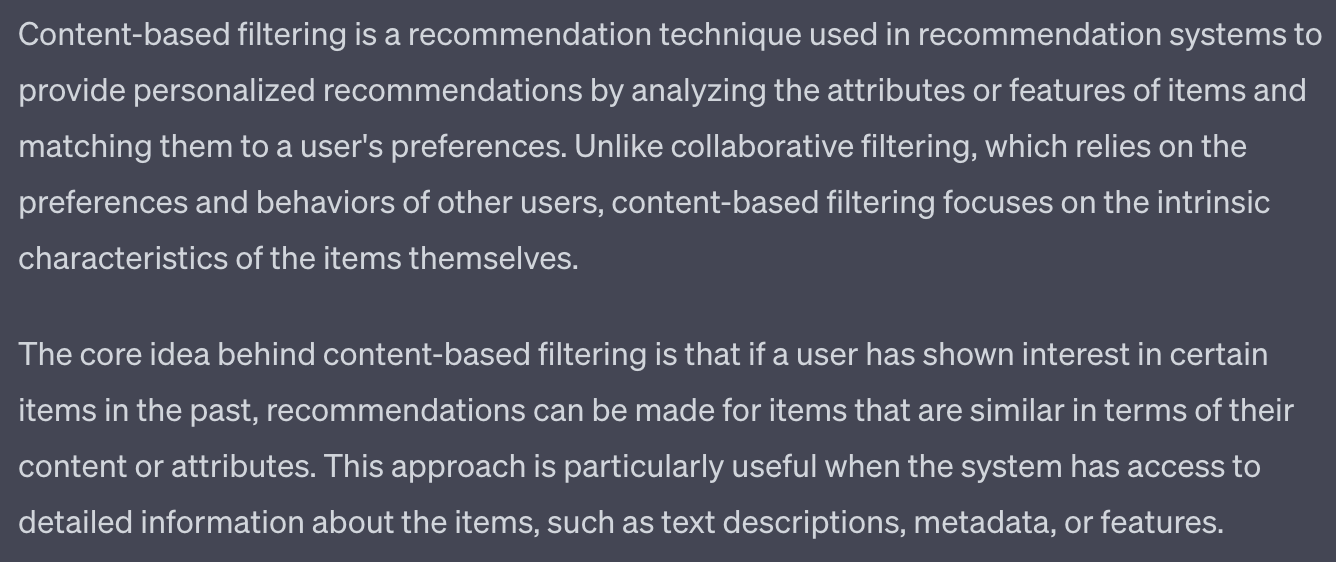 Content-based filtering is a recommendation technique used in recommendation systems to
provide personalized recommendations by analyzing the attributes or features of items and
matching them to a user's preferences. Unlike collaborative filtering, which relies on the
preferences and behaviors of other users, content-based filtering focuses on the intrinsic
characteristics of the items themselves.
The core idea behind content-based filtering is that if a user has shown interest in certain
items in the past, recommendations can be made for items that are similar in terms of their
content or attributes. This approach is particularly useful when the system has access to
detailed information about the items, such as text descriptions, metadata, or features.